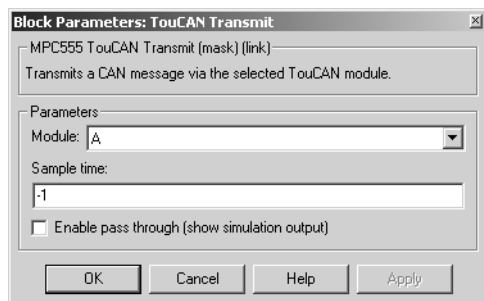 Block Parameters: TouCAN Transmit
MPC555 TouCAN Transmit (mask) (link)
Transmits a CAN message via the selected TouCAN module.
Parameters
Module: A
Sample time:
-1
Enable pass through (show simulation output)
OK Cancel Help Apply